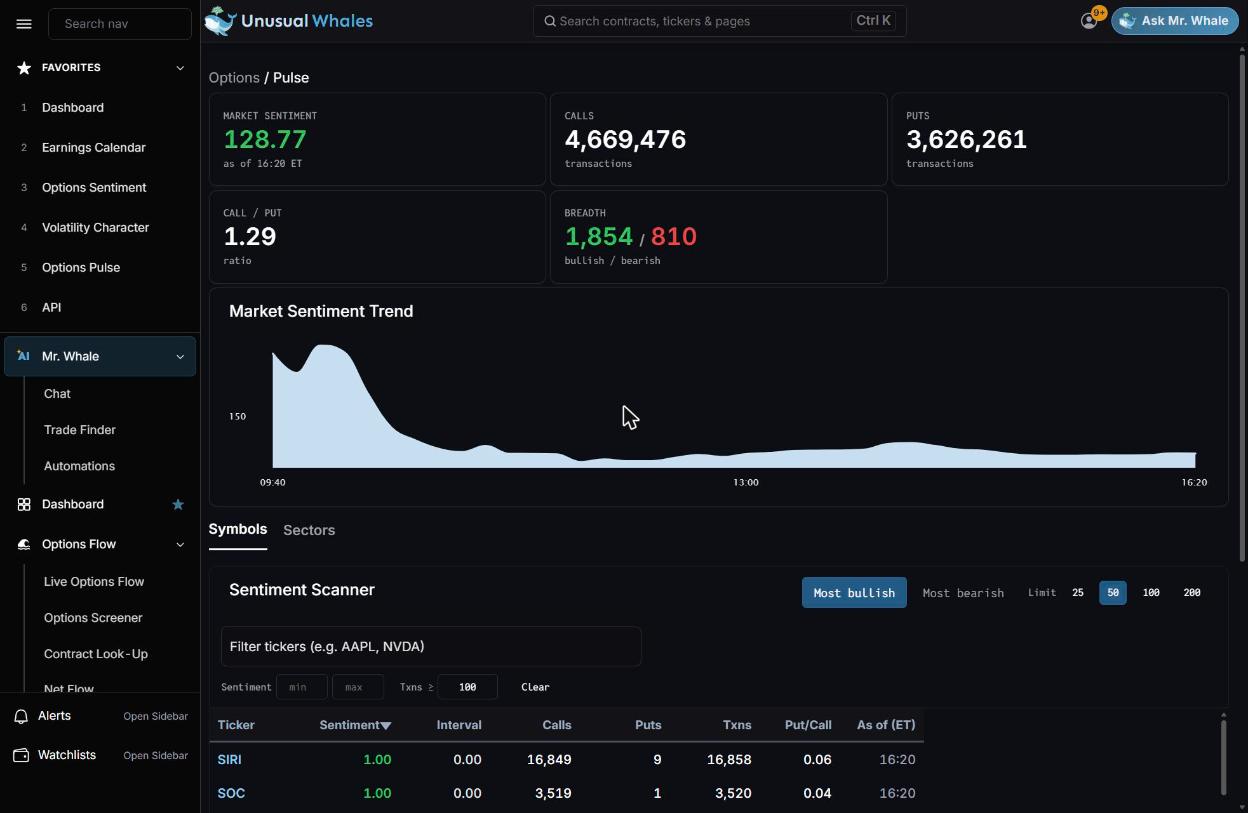 Search nav
Unusual Whales
Search contracts, tickers & pages
Ctrl K
9+
Ask Mr. Whale
FAVORITES
1 Dashboard
2 Earnings Calendar
3 Options Sentiment
4 Volatility Character
5 Options Pulse
6 API
AI Mr. Whale
Chat
Trade Finder
Automations
Dashboard
Options Flow
Live Options Flow
Options Screener
Contract Look-Up
Net Flow
Alerts Open Sidebar
Watchlists Open Sidebar
Options / Pulse
MARKET SENTIMENT
128.77
as of 16:20 ET
CALLS
4,669,476
transactions
PUTS
3,626,261
transactions
CALL / PUT
1.29
ratio
BREADTH
1,854 / 810
bullish / bearish
Market Sentiment Trend
150
09:40 13:00 16:20
Symbols Sectors
Sentiment Scanner
Most bullish Most bearish Limit 25 50 100 200
Filter tickers (e.g. AAPL, NVDA)
Sentiment min max Txns ≥ 100 Clear
Ticker Sentiment Interval Calls Puts Txns Put/Call As of (ET)
SIRI 1.00 0.00 16,849 9 16,858 0.06 16:20
SOC 1.00 0.00 3,519 1 3,520 0.04 16:20